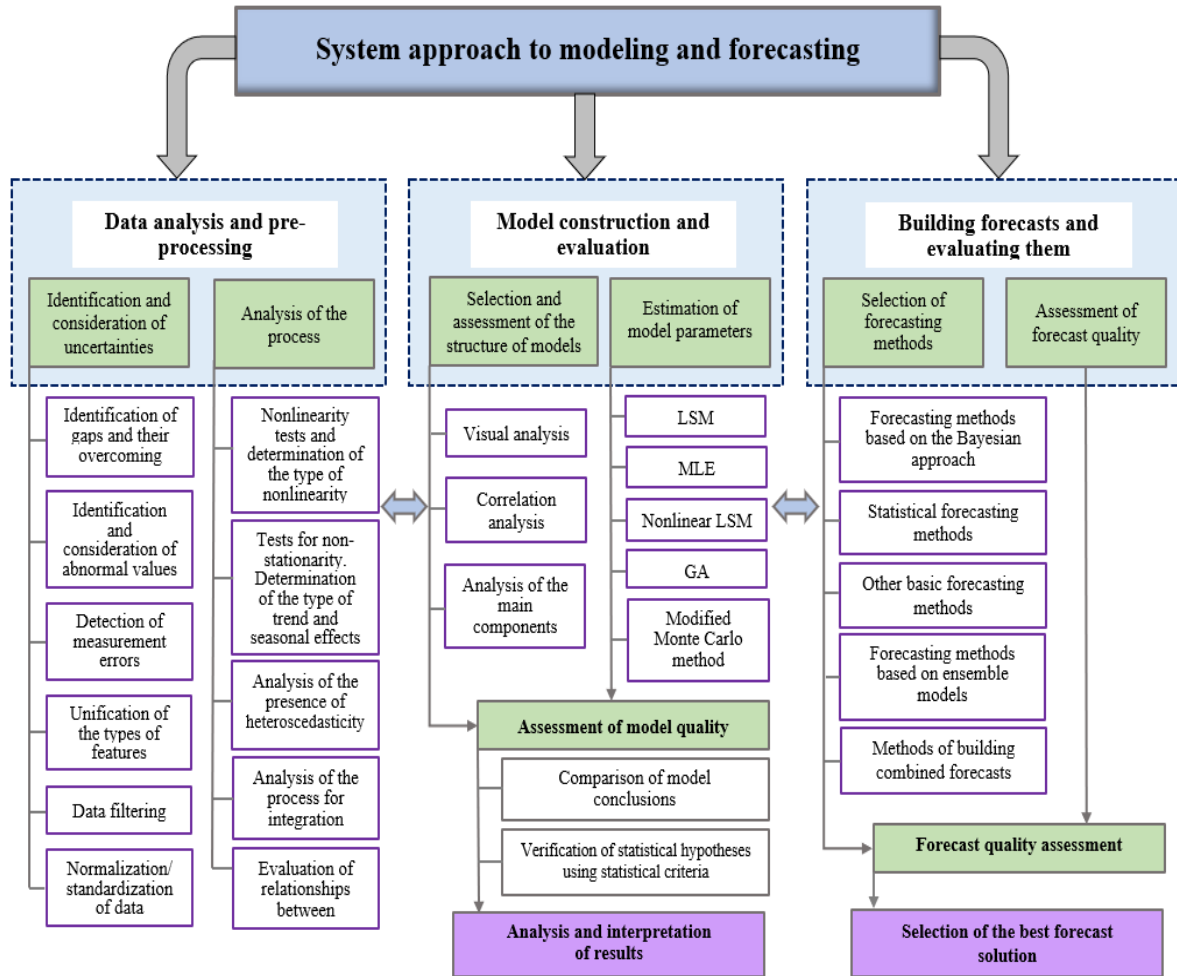 System approach to modeling and forecasting
Data analysis and pre-
processing
Identification and
consideration of
uncertainties
Analysis of the
process
Identification of
gaps and their
overcoming
Identification
and
consideration of
abnormal values
Detection of
measurement
errors
Unification of
the types of
features
Data filtering
Normalization/
standardization
of data
Nonlinearity
tests and
determination of
the type of
nonlinearity
Tests for non-
stationarity.
Determination
of the type of
trend and
seasonal effects
Analysis of the
presence of
heteroscedasticity
Analysis of the
process for
integration
Evaluation of
relationships
between
Model construction and
evaluation
Selection and
assessment of the
structure of models
Estimation of
model parameters
Visual analysis
Correlation
analysis
Analysis of the
main
components
LSM
MLE
Nonlinear LSM
GA
Modified
Monte Carlo
method
Assessment of model quality
Comparison of model
conclusions
Verification of statistical hypotheses
using statistical criteria
Analysis and interpretation
of results
Building forecasts and
evaluating them
Selection of
forecasting
methods
Assessment of
forecast quality
Forecasting methods
based on the Bayesian
approach
Statistical forecasting
methods
Other basic forecasting
methods
Forecasting methods
based on ensemble
models
Methods of building
combined forecasts
Forecast quality assessment
Selection of the best forecast
solution